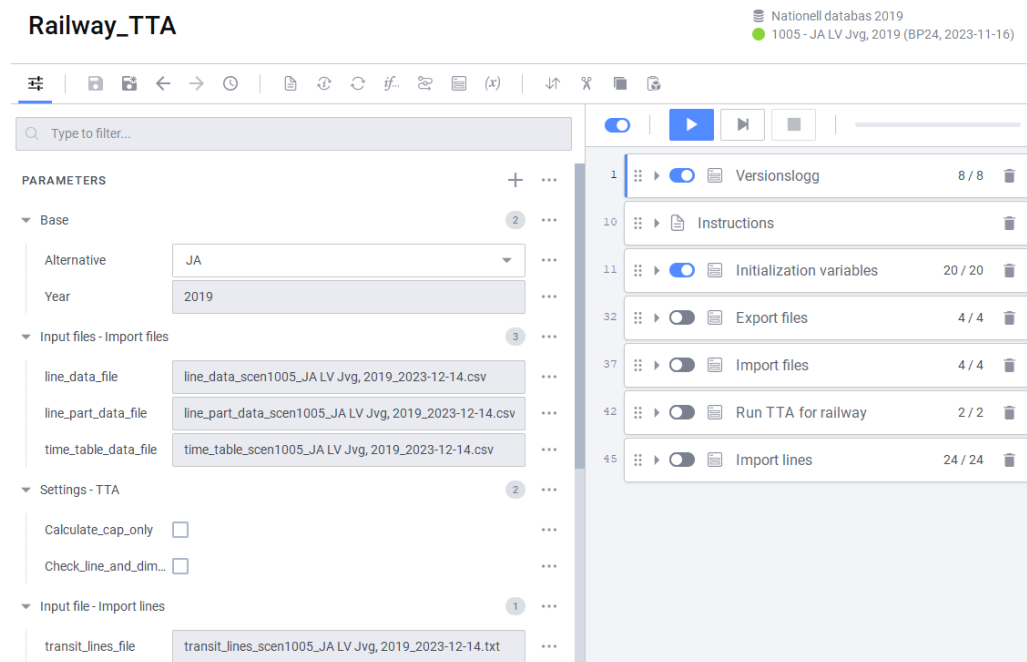 Railway_TTA
Nationell databas 2019
1005 - JA LV Jvg, 2019 (BP24, 2023-11-16)
if...
(x)
Type to filter...
PARAMETERS
Base 2
Alternative JA
Year 2019
Input files - Import files 3
line_data_file line_data_scen1005_JA LV Jvg, 2019_2023-12-14.csv
line_part_data_file line_part_data_scen1005_JA LV Jvg, 2019_2023-12-14.csv
time_table_data_file time_table_scen1005_JA LV Jvg, 2019_2023-12-14.csv
Settings - TTA 2
Calculate_cap_only
Check_line_and_dim...
Input file - Import lines 1
transit_lines_file transit_lines_scen1005_JA LV Jvg, 2019_2023-12-14.txt
1 Versionslogg 8 / 8
10 Instructions
11 Initialization variables 20 / 20
32 Export files 4 / 4
37 Import files 4 / 4
42 Run TTA for railway 2 / 2
45 Import lines 24 / 24